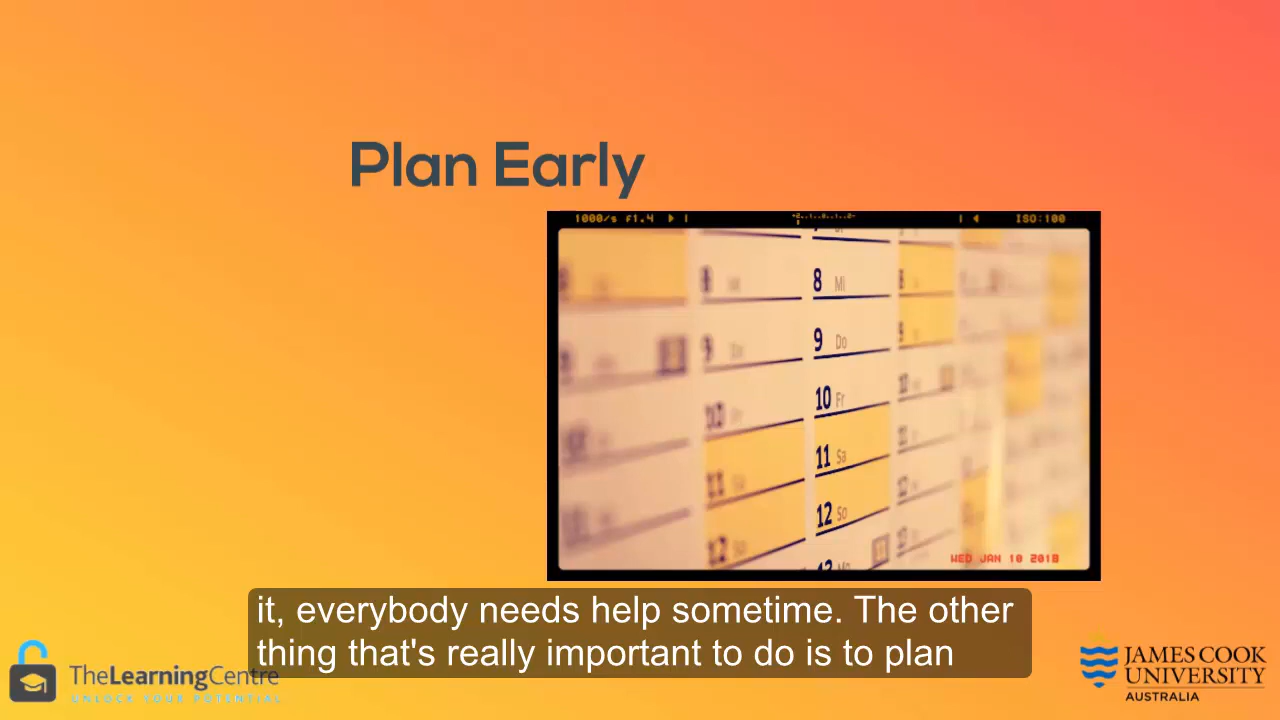 Plan Early
1000/s f1.4
ISO:100
8 Mi
9 Do
10 Fr
11 Sa
12 So
WED JAN 10 2018
it, everybody needs help sometime. The other
thing that's really important to do is to plan
TheLearningCentre
UNLOCK YOUR POTENTIAL
JAMES COOK
UNIVERSITY
AUSTRALIA